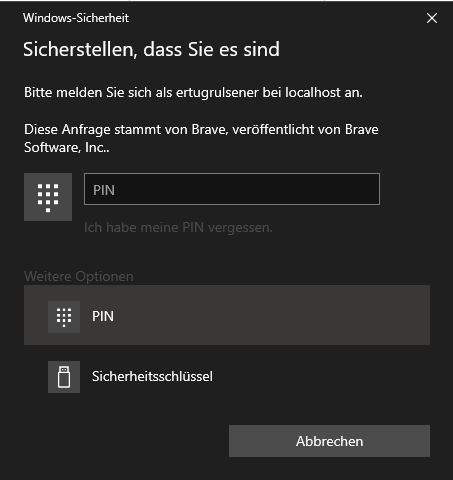 Windows-Sicherheit
Sicherstellen, dass Sie es sind
Bitte melden Sie sich als ertugrulsener bei localhost an.
Diese Anfrage stammt von Brave, veröffentlicht von Brave
Software, Inc..
PIN
Ich habe meine PIN vergessen.
Weitere Optionen
PIN
Sicherheitsschlüssel
Abbrechen